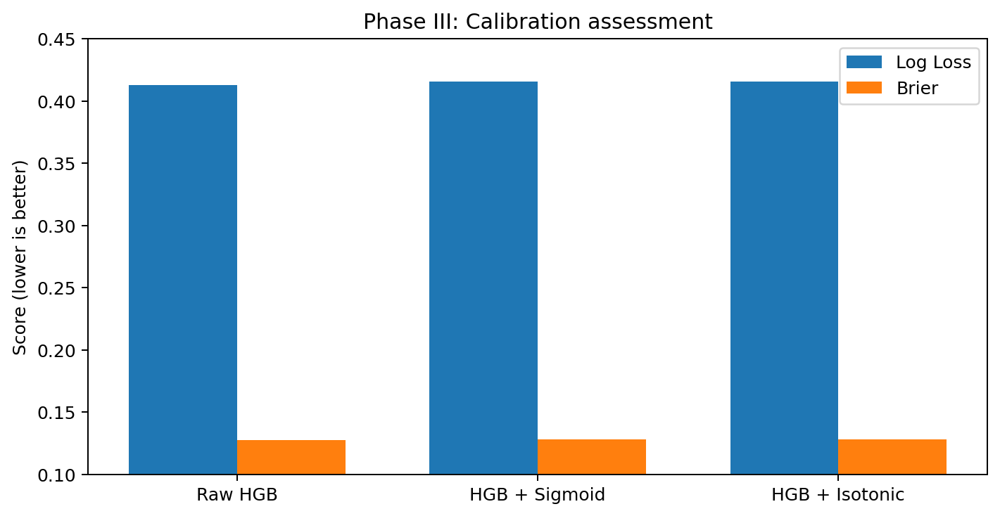 Phase III: Calibration assessment
Log Loss
Brier
Score (lower is better)
0.45
0.40
0.35
0.30
0.25
0.20
0.15
0.10
Raw HGB
HGB + Sigmoid
HGB + Isotonic